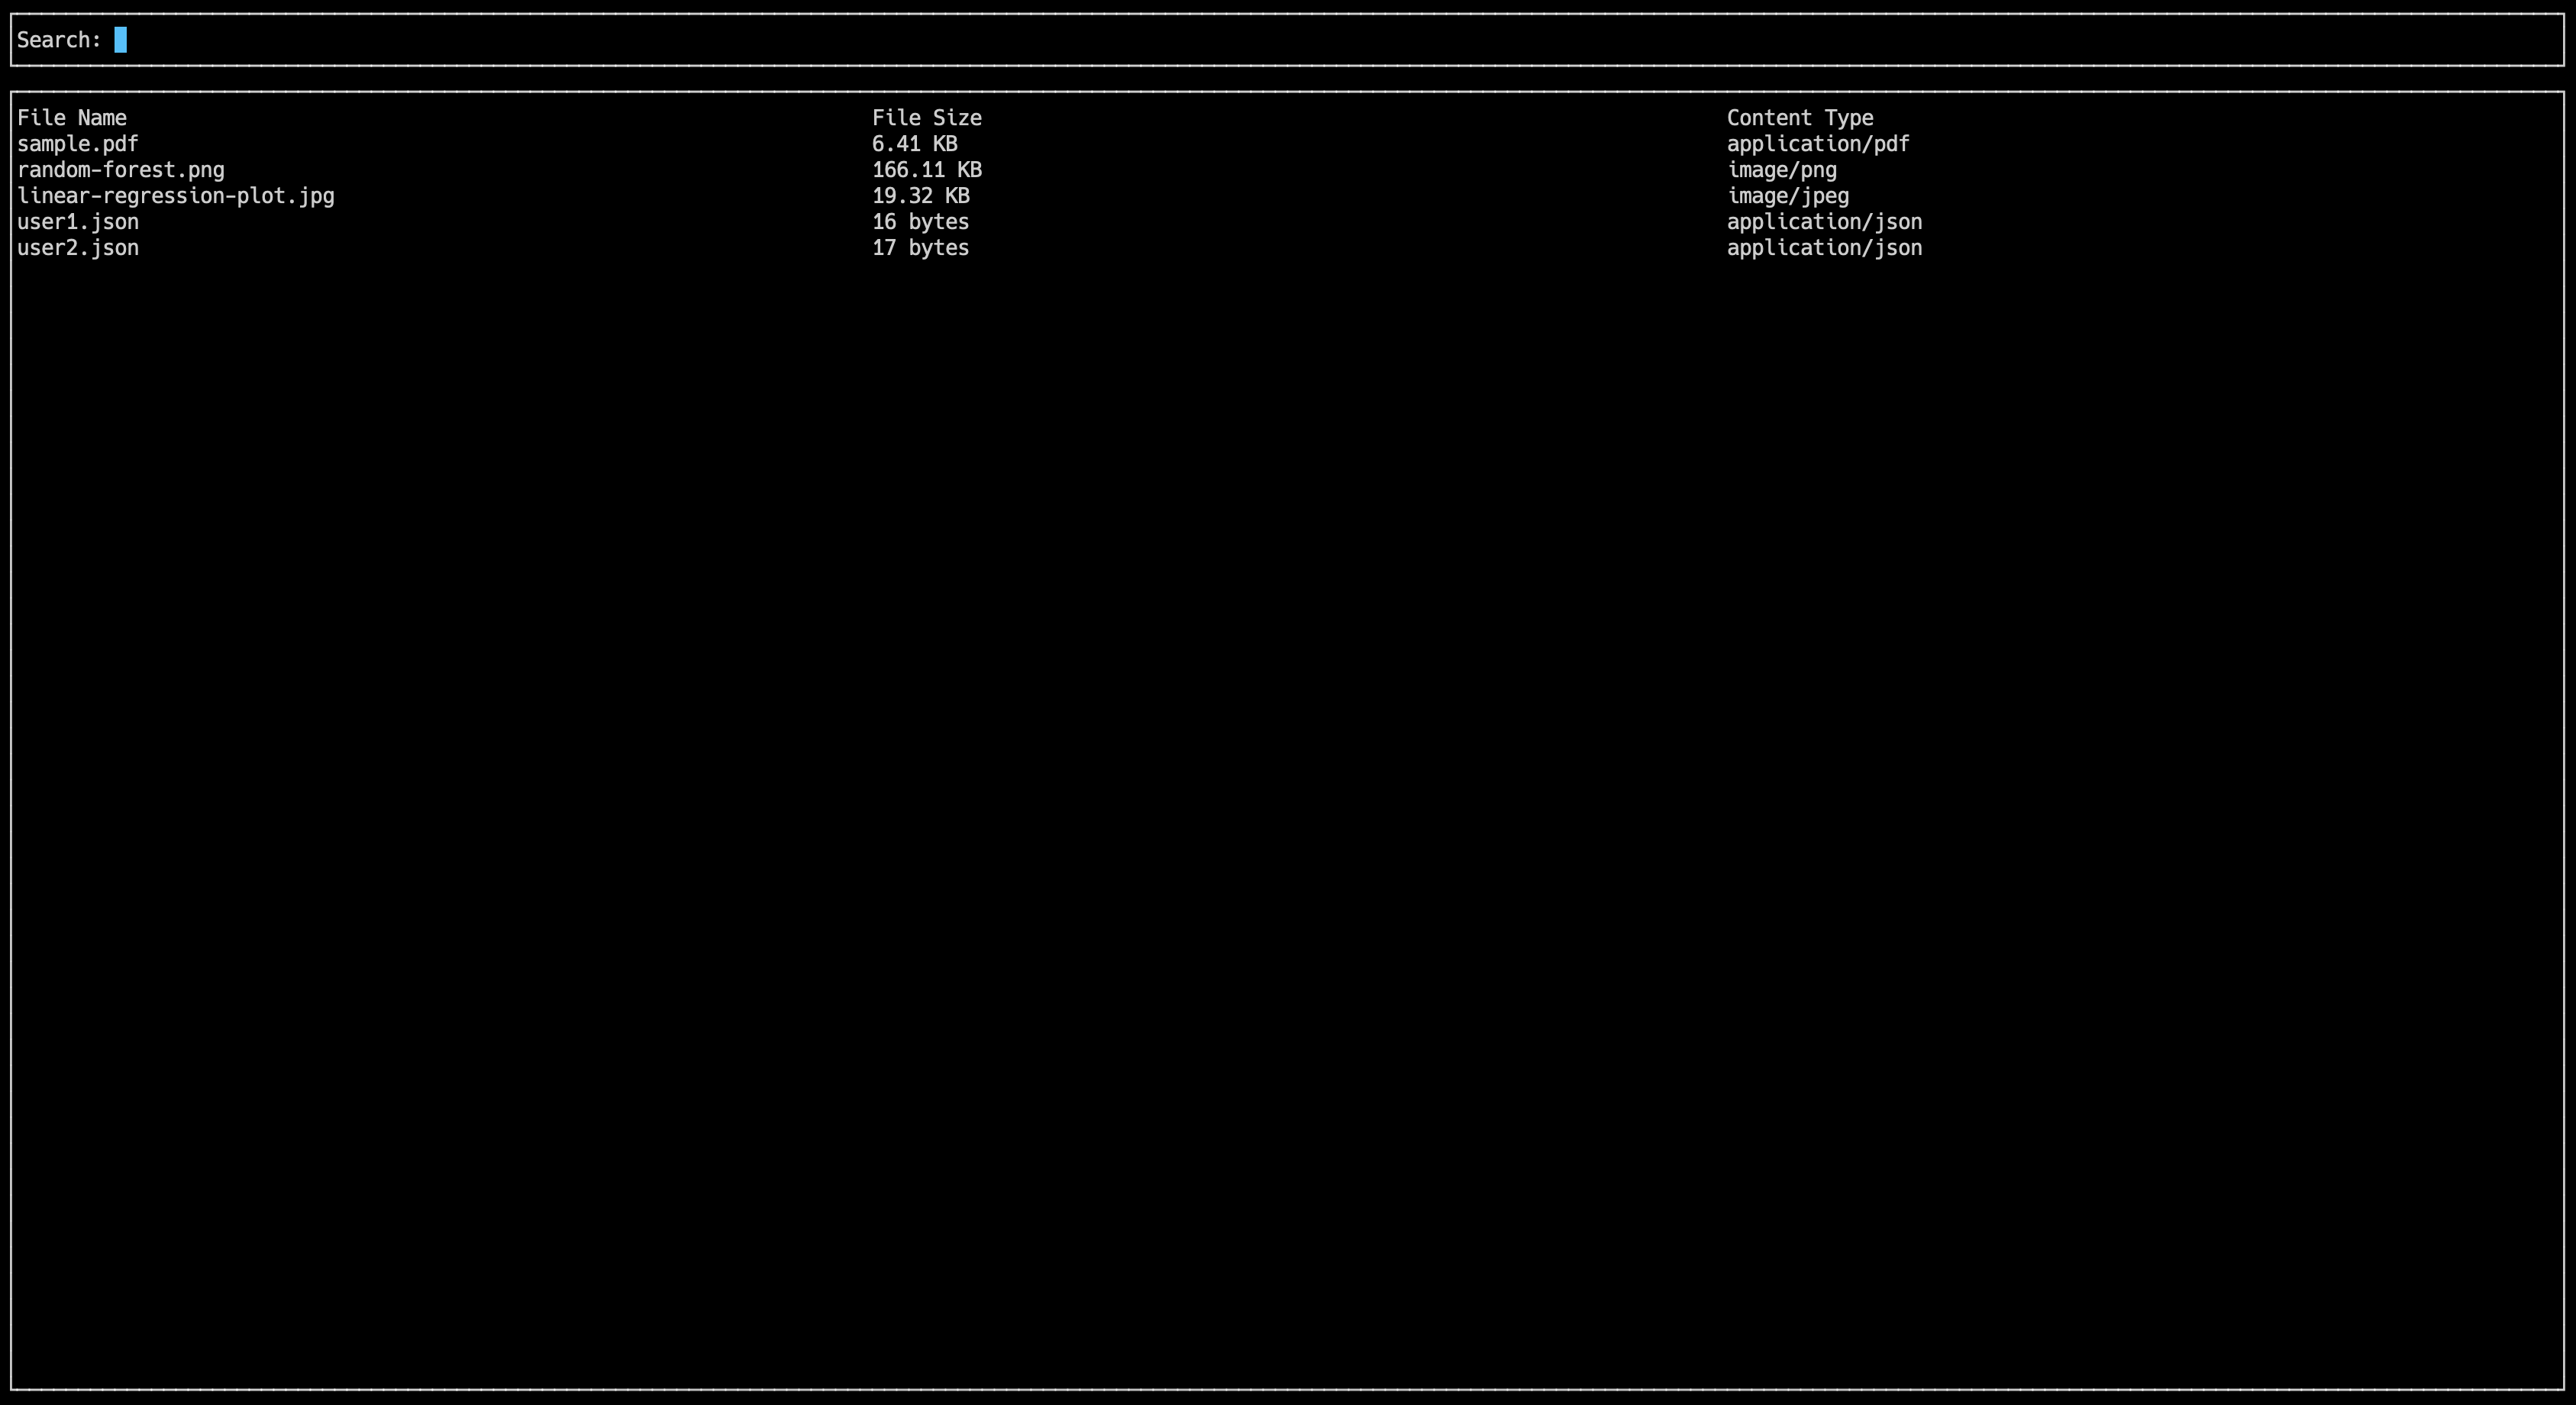 Search:
File Name File Size Content Type
sample.pdf 6.41 KB application/pdf
random-forest.png 166.11 KB image/png
linear-regression-plot.jpg 19.32 KB image/jpeg
user1.json 16 bytes application/json
user2.json 17 bytes application/json